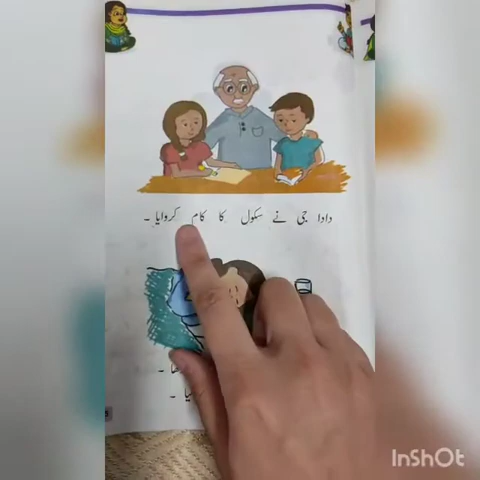 دادا جی نے سکول کا کام کروایا ۔
InShOt